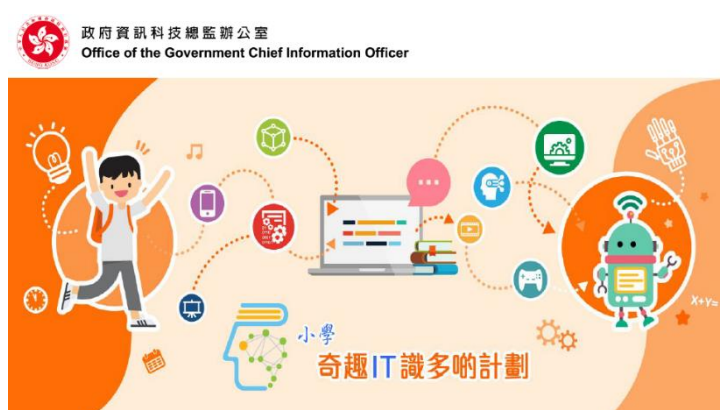 政府資訊科技總監辦公室
Office of the Government Chief Information Officer
X+Y=
小學
奇趣IT識多啲計劃